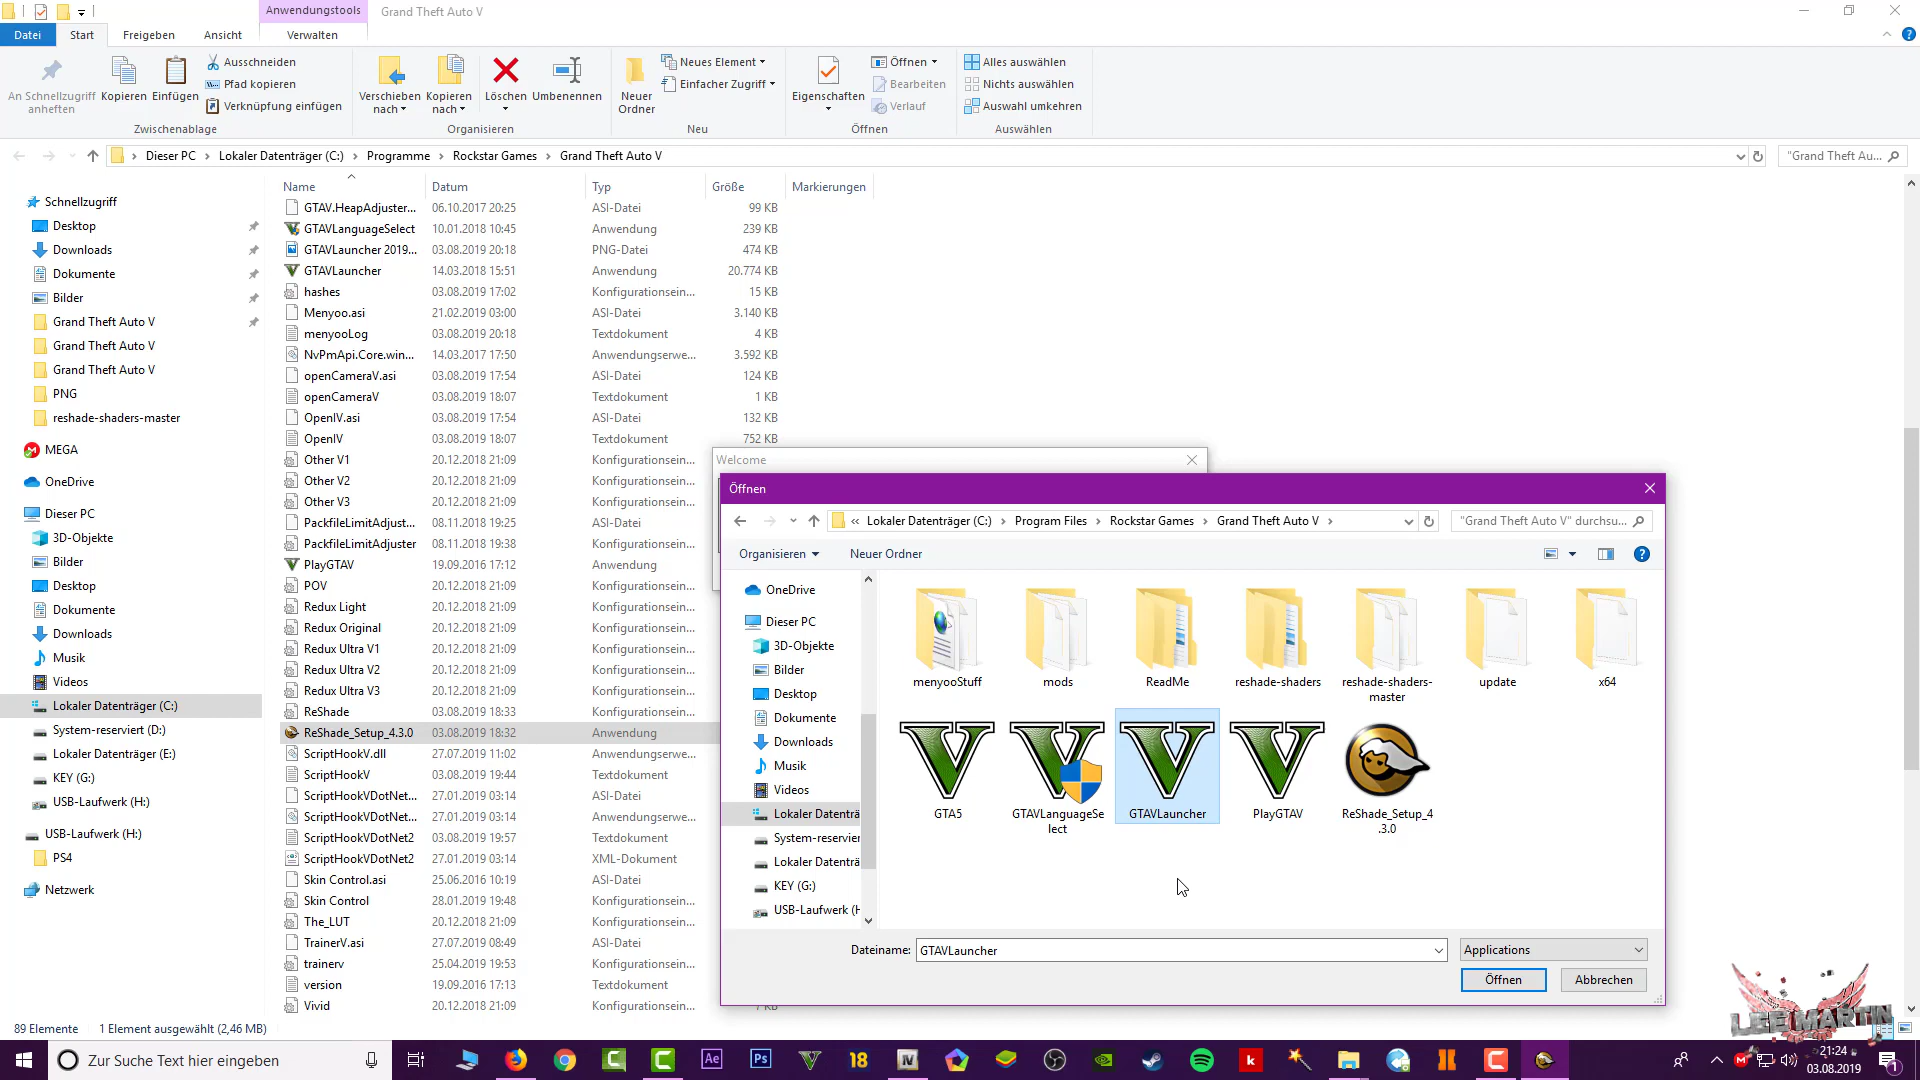 Anwendungstools
Grand Theft Auto V
Datei
Start
Freigeben
Ansicht
Verwalten
An Schnellzugriff
anheften
Kopieren
Einfügen
Ausschneiden
Pfad kopieren
Verknüpfung einfügen
Zwischenablage
Verschieben
nach
Kopieren
nach
Löschen
Umbenennen
Organisieren
Neuer
Ordner
Neues Element
Einfacher Zugriff
Neu
Eigenschaften
Öffnen
Bearbeiten
Verlauf
Öffnen
Alles auswählen
Nichts auswählen
Auswahl umkehren
Auswählen
Dieser PC > Lokaler Datenträger (C:) > Programme > Rockstar Games > Grand Theft Auto V
"Grand Theft Au...
Schnellzugriff
Desktop
Downloads
Dokumente
Bilder
Grand Theft Auto V
Grand Theft Auto V
Grand Theft Auto V
PNG
reshade-shaders-master
MEGA
OneDrive
Dieser PC
3D-Objekte
Bilder
Desktop
Dokumente
Downloads
Musik
Videos
Lokaler Datenträger (C:)
System-reserviert (D:)
Lokaler Datenträger (E:)
KEY (G:)
USB-Laufwerk (H:)
USB-Laufwerk (H:)
PS4
Netzwerk
Name Datum Typ Größe Markierungen
GTAV.HeapAdjuster... 06.10.2017 20:25 ASI-Datei 99 KB
GTAVLanguageSelect 10.01.2018 10:45 Anwendung 239 KB
GTAVLauncher 2019... 03.08.2019 20:18 PNG-Datei 474 KB
GTAVLauncher 14.03.2018 15:51 Anwendung 20.774 KB
hashes 03.08.2019 17:02 Konfigurationsein... 15 KB
Menyoo.asi 21.02.2019 03:00 ASI-Datei 3.140 KB
menyooLog 03.08.2019 20:18 Textdokument 4 KB
NvPmApi.Core.win... 14.03.2017 17:50 Anwendungserwe... 3.592 KB
openCameraV.asi 03.08.2019 17:54 ASI-Datei 124 KB
openCameraV 03.08.2019 18:07 Textdokument 1 KB
OpenIV.asi 03.08.2019 17:54 ASI-Datei 132 KB
OpenIV 03.08.2019 18:07 Textdokument 752 KB
Other V1 20.12.2018 21:09 Konfigurationsein...
Other V2 20.12.2018 21:09 Konfigurationsein...
Other V3 20.12.2018 21:09 Konfigurationsein...
PackfileLimitAdjust... 08.11.2018 19:25 ASI-Datei
PackfileLimitAdjuster 08.11.2018 19:38 Konfigurationsein...
PlayGTAV 19.09.2016 17:12 Anwendung
POV 20.12.2018 21:09 Konfigurationsein...
Redux Light 20.12.2018 21:09 Konfigurationsein...
Redux Original 20.12.2018 21:09 Konfigurationsein...
Redux Ultra V1 20.12.2018 21:09 Konfigurationsein...
Redux Ultra V2 20.12.2018 21:09 Konfigurationsein...
Redux Ultra V3 20.12.2018 21:09 Konfigurationsein...
ReShade 03.08.2019 18:33 Konfigurationsein...
ReShade_Setup_4.3.0 03.08.2019 18:32 Anwendung
ScriptHookV.dll 27.07.2019 11:02 Anwendungserwe...
ScriptHookV 03.08.2019 19:44 Textdokument
ScriptHookVDotNet... 27.01.2019 03:14 ASI-Datei
ScriptHookVDotNet... 27.01.2019 03:14 Anwendungserwe...
ScriptHookVDotNet2 03.08.2019 19:57 Textdokument
ScriptHookVDotNet2 27.01.2019 03:14 XML-Dokument
Skin Control.asi 25.06.2016 10:19 ASI-Datei
Skin Control 28.01.2019 19:48 Konfigurationsein...
The_LUT 20.12.2018 21:09 Konfigurationsein...
TrainerV.asi 27.07.2019 08:49 ASI-Datei
trainerv 25.04.2019 19:53 Konfigurationsein...
version 19.09.2016 17:13 Textdokument
Vivid 20.12.2018 21:09 Konfigurationsein... 7 KB
Welcome
Öffnen
« Lokaler Datenträger (C:) > Program Files > Rockstar Games > Grand Theft Auto V >
"Grand Theft Auto V" durchsu...
Organisieren
Neuer Ordner
OneDrive
Dieser PC
3D-Objekte
Bilder
Desktop
Dokumente
Downloads
Musik
Videos
Lokaler Datenträ
System-reservier
Lokaler Datenträ
KEY (G:)
USB-Laufwerk (H
menyooStuff
mods
ReadMe
reshade-shaders
reshade-shaders-
master
update
x64
GTA5
GTAVLanguageSe
lect
GTAVLauncher
PlayGTAV
ReShade_Setup_4
.3.0
Dateiname:
GTAVLauncher
Applications
Öffnen
Abbrechen
LEE MARTIN
89 Elemente
1 Element ausgewählt (2,46 MB)
Zur Suche Text hier eingeben
Ae
Ps
18
IV
k
21:24
03.08.2019
1